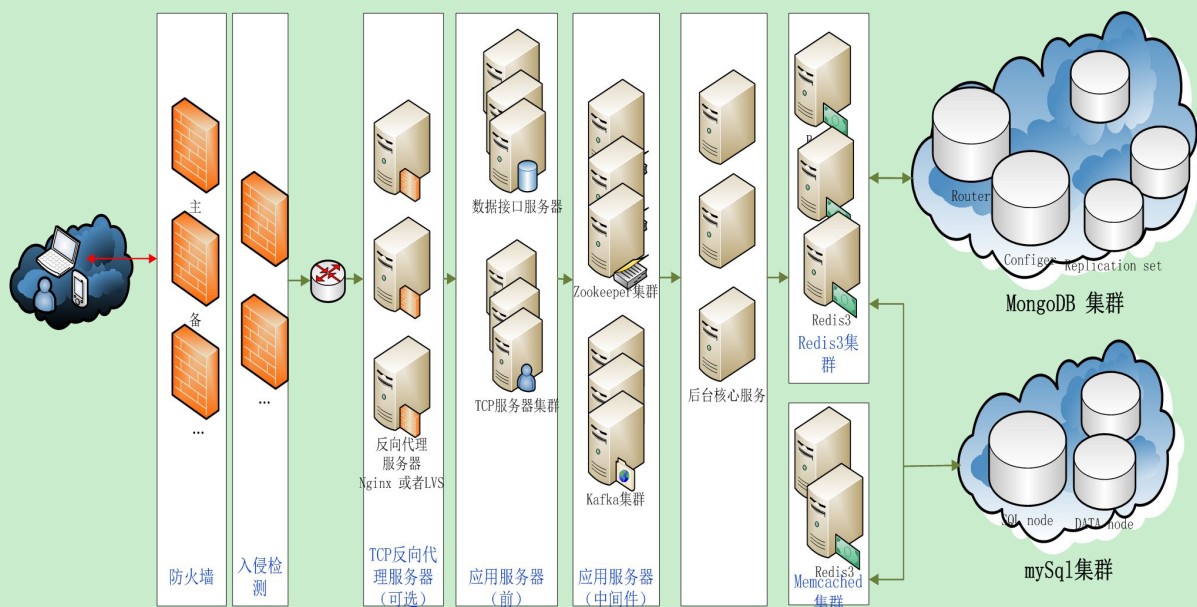 主
备
...
防火墙
...
入侵检
测
反向代理
服务器
Nginx 或者LVS
TCP反向代
理服务器
（可选）
数据接口服务器
TCP服务器集群
应用服务器
（前）
Zookeeper集群
Kafka集群
应用服务器
（中间件）
后台核心服务
Redis3
Redis3集
群
Redis3
Memcached
集群
Router
Configer
Replication set
MongoDB 集群
SQL node
DATA node
mySql集群